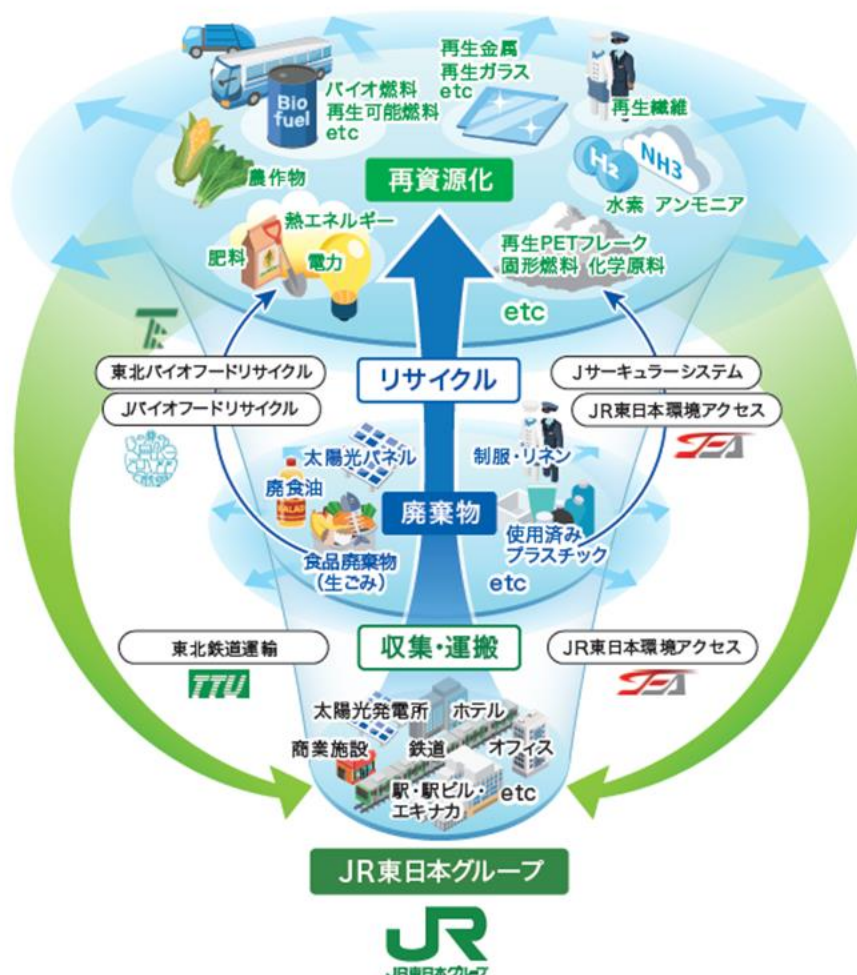 再生金属
再生ガラス
etc
Bio
fuel
バイオ燃料
再生可能燃料
etc
再生繊維
農作物
再資源化
H₂
NH3
水素 アンモニア
熱エネルギー
肥料
電力
再生PETフレーク
固形燃料 化学原料
etc
東北バイオフードリサイクル
Jバイオフードリサイクル
リサイクル
Jサーキュラーシステム
JR東日本環境アクセス
太陽光パネル
制服・リネン
廃食油
SALAD
廃棄物
食品廃棄物
(生ごみ)
使用済み
プラスチック
etc
東北鉄道運輸
TTU
収集・運搬
JR東日本環境アクセス
太陽光発電所
ホテル
商業施設
鉄道
オフィス
駅・駅ビル・
エキナカ
etc
JR東日本グループ
JR
JR東日本グループ